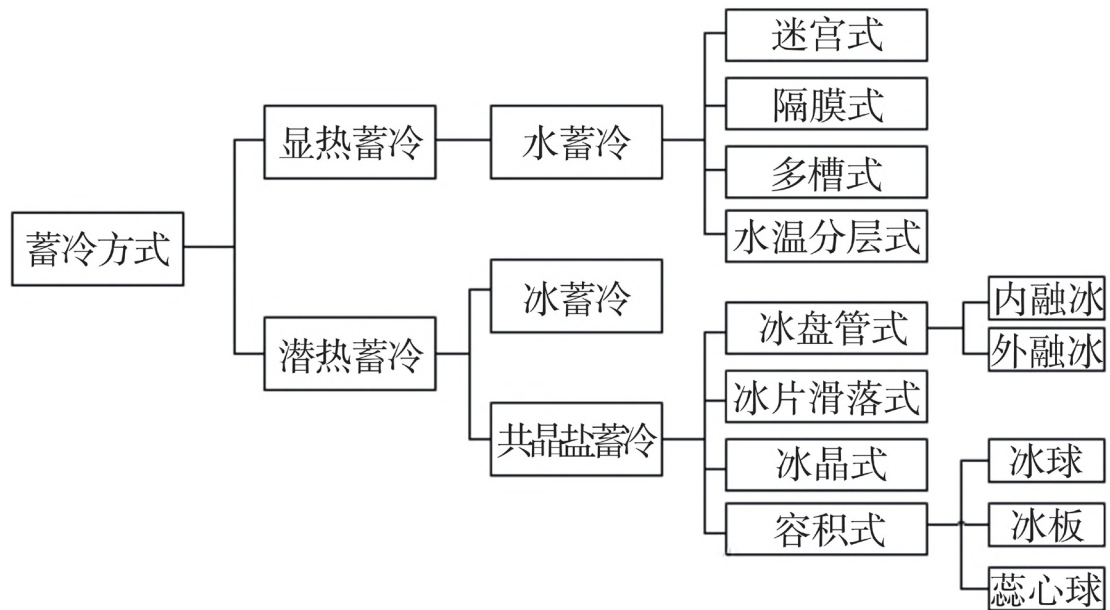 蓄冷方式
显热蓄冷
水蓄冷
迷宫式
隔膜式
多槽式
水温分层式
潜热蓄冷
冰蓄冷
共晶盐蓄冷
冰盘管式
内融冰
外融冰
冰片滑落式
冰晶式
容积式
冰球
冰板
蕊心球